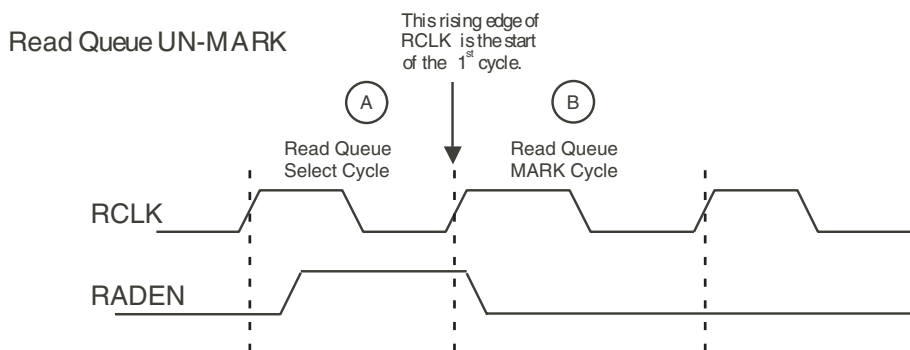 Read Queue UN-MARK
This rising edge of
RCLK is the start
of the 1st cycle.
A
B
Read Queue
Select Cycle
Read Queue
MARK Cycle
RCLK
RADEN